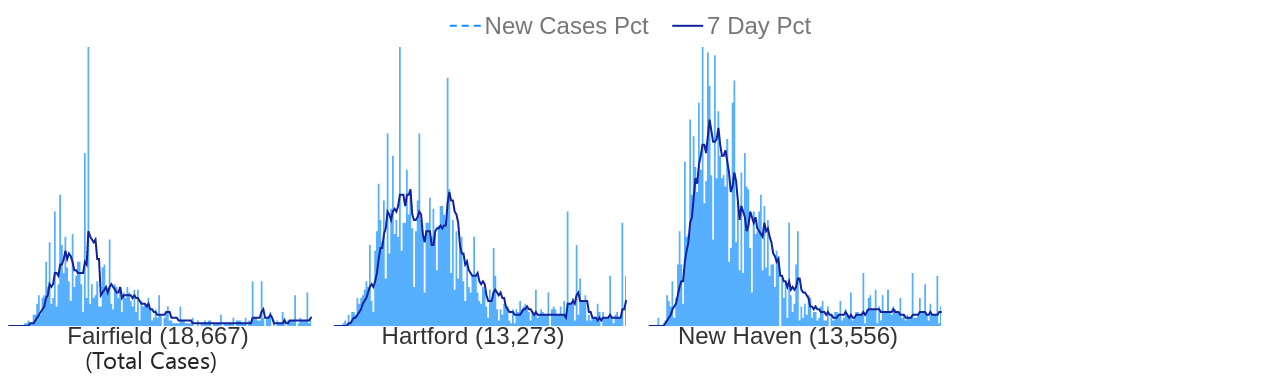 New Cases Pct 7 Day Pct
Fairfield (18,667) Hartford (13,273) New Haven (13,556)
(Total Cases)